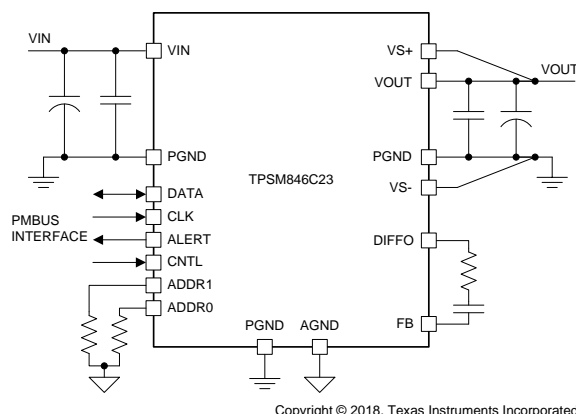 VIN
VIN
PGND
PMBUS
INTERFACE
DATA
CLK
ALERT
CNTL
ADDR1
ADDR0
TPSM846C23
PGND
AGND
VS+
VOUT
VOUT
PGND
VS-
DIFFO
FB
Copyright © 2018, Texas Instruments Incorporated